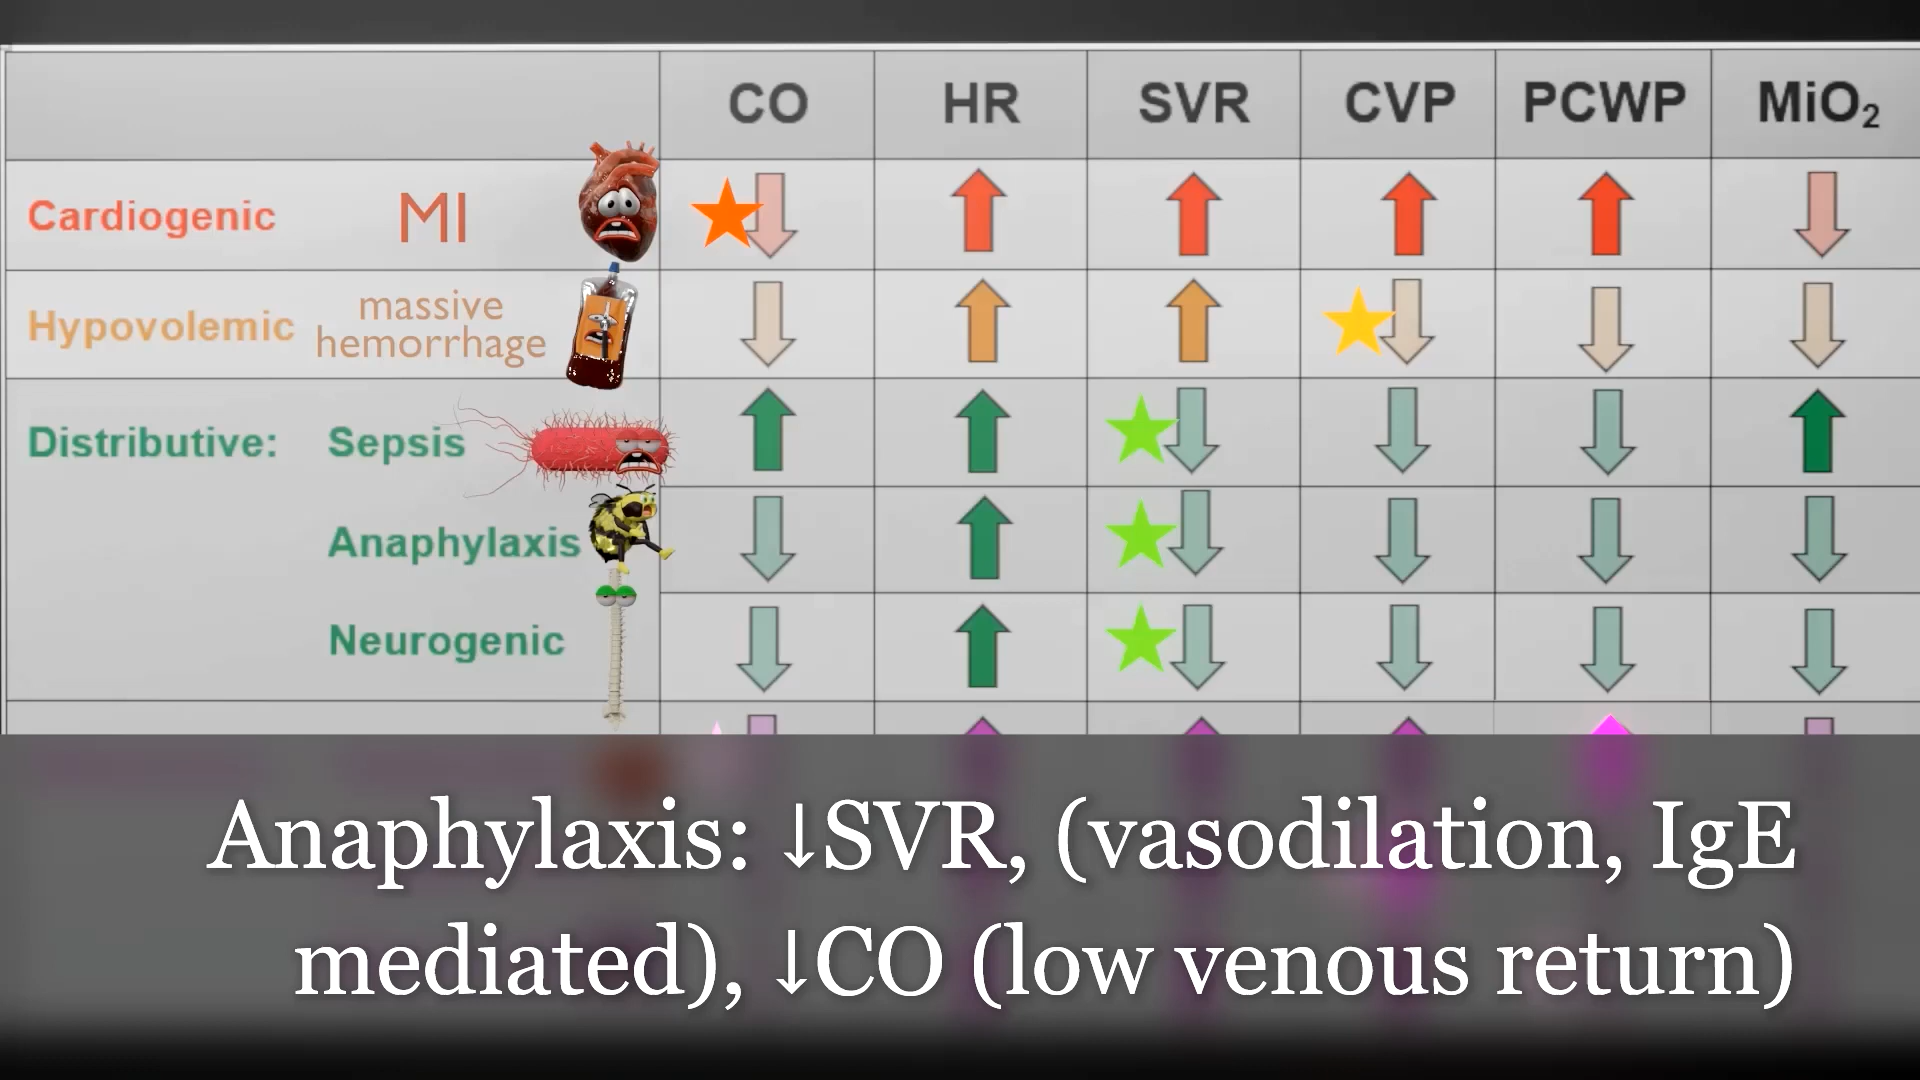 CO HR SVR CVP PCWP MiO₂
Cardiogenic MI
Hypovolemic massive
hemorrhage
Distributive: Sepsis
Anaphylaxis
Neurogenic
Anaphylaxis: ↓SVR, (vasodilation, IgE
mediated), ↓CO (low venous return)